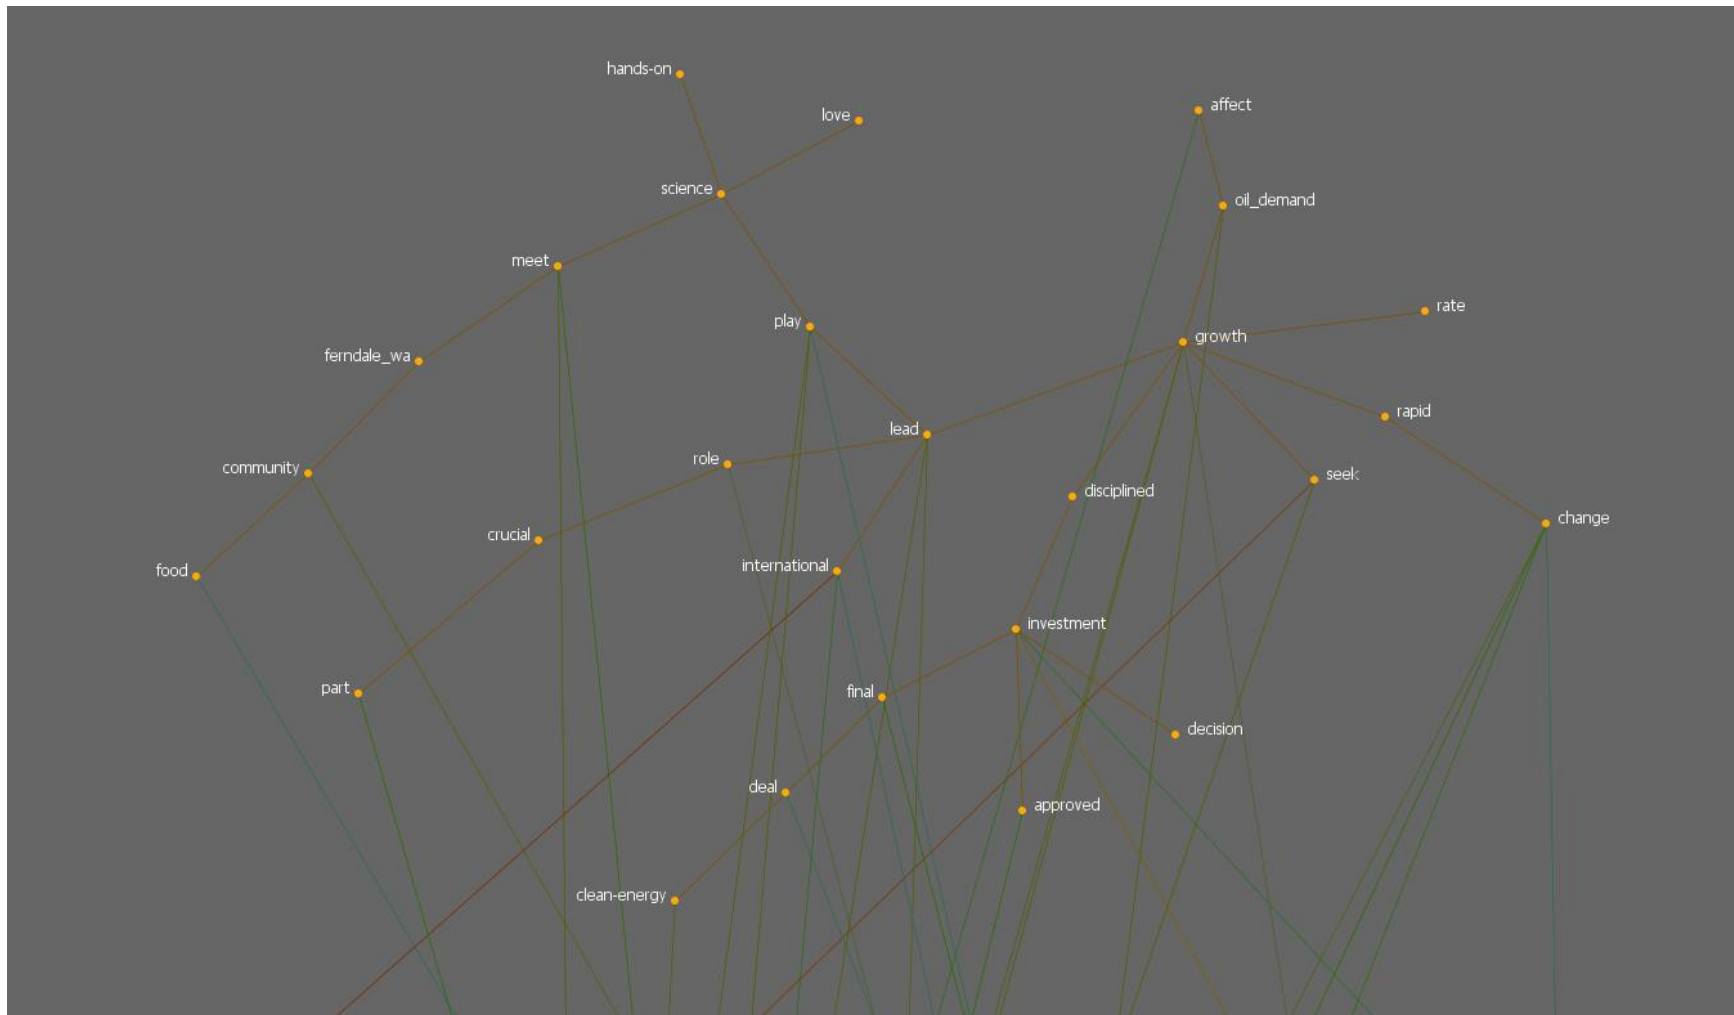 hands-on
love
affect
science
oil_demand
meet
rate
play
growth
ferndale_wa
rapid
lead
role
community
seek
disciplined
change
crucial
international
food
investment
part
final
decision
deal
approved
clean-energy